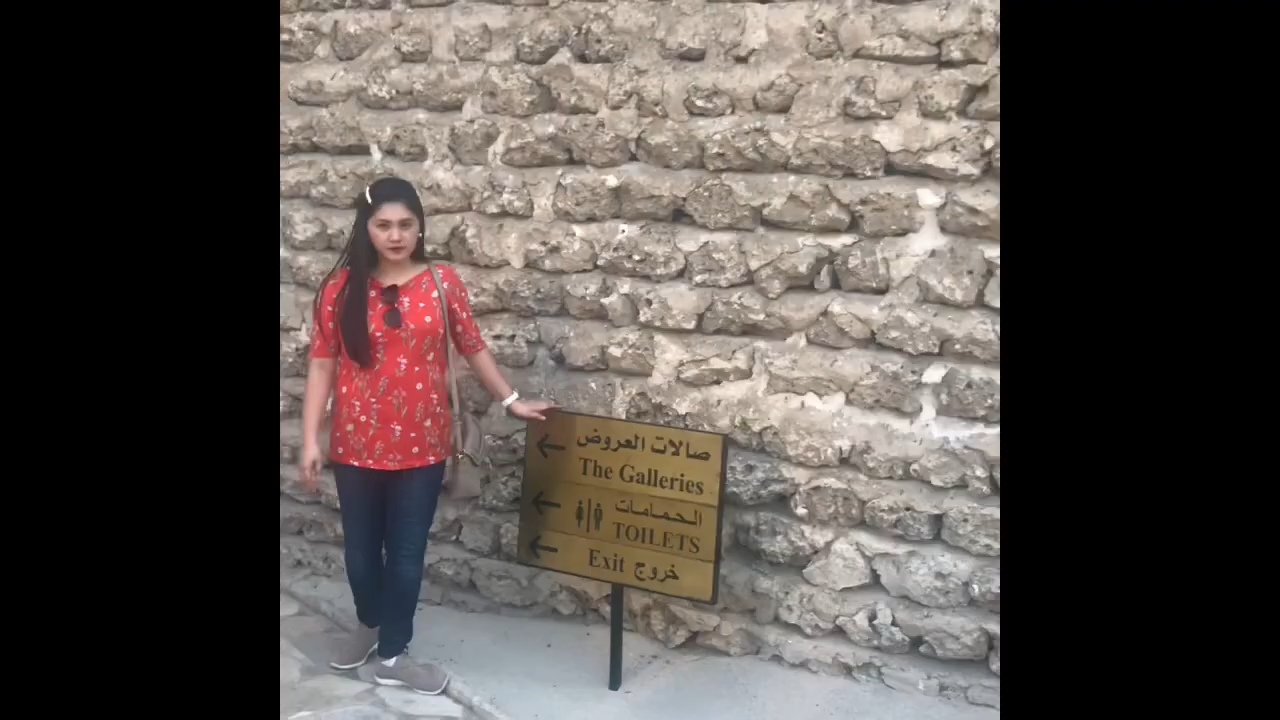 صالات العروض
The Galleries
الحمامات
TOILETS
Exit خروج